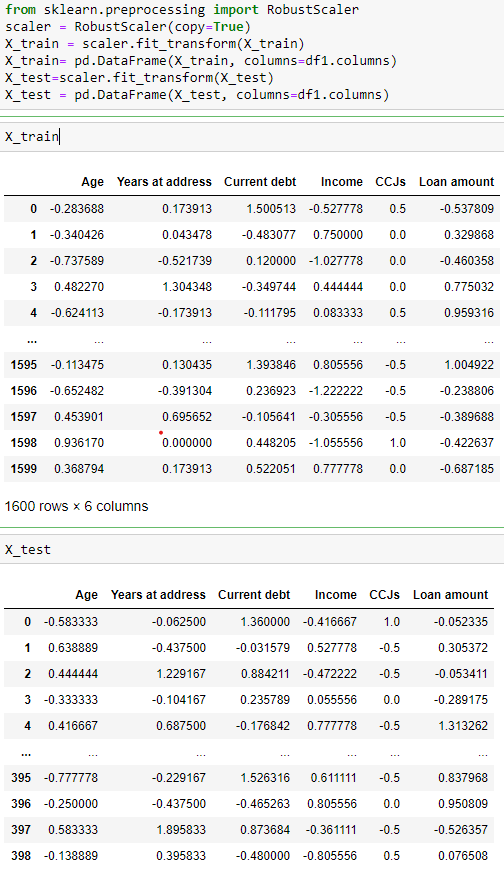 from sklearn.preprocessing import RobustScaler
scaler = RobustScaler(copy=True)
X_train = scaler.fit_transform(X_train)
X_train= pd.DataFrame(X_train, columns=df1.columns)
X_test=scaler.fit_transform(X_test)
X_test = pd.DataFrame(X_test, columns=df1.columns)
X_train
Age Years at address Current debt Income CCJs Loan amount
0 -0.283688 0.173913 1.500513 -0.527778 0.5 -0.537809
1 -0.340426 0.043478 -0.483077 0.750000 0.0 0.329868
2 -0.737589 -0.521739 0.120000 -1.027778 0.0 -0.460358
3 0.482270 1.304348 -0.349744 0.444444 0.0 0.775032
4 -0.624113 -0.173913 -0.111795 0.083333 0.5 0.959316
... ... ... ... ... ... ...
1595 -0.113475 0.130435 1.393846 0.805556 -0.5 1.004922
1596 -0.652482 -0.391304 0.236923 -1.222222 -0.5 -0.238806
1597 0.453901 0.695652 -0.105641 -0.305556 -0.5 -0.389688
1598 0.936170 0.000000 0.448205 -1.055556 1.0 -0.422637
1599 0.368794 0.173913 0.522051 0.777778 0.0 -0.687185
1600 rows × 6 columns
X_test
Age Years at address Current debt Income CCJs Loan amount
0 -0.583333 -0.062500 1.360000 -0.416667 1.0 -0.052335
1 0.638889 -0.437500 -0.031579 0.527778 -0.5 0.305372
2 0.444444 1.229167 0.884211 -0.472222 -0.5 -0.053411
3 -0.333333 -0.104167 0.235789 0.055556 0.0 -0.289175
4 0.416667 0.687500 -0.176842 0.777778 -0.5 1.313262
... ... ... ... ... ... ...
395 -0.777778 -0.229167 1.526316 0.611111 -0.5 0.837968
396 -0.250000 -0.437500 -0.465263 0.805556 0.0 0.950809
397 0.583333 1.895833 0.873684 -0.361111 -0.5 -0.526357
398 -0.138889 0.395833 -0.480000 -0.805556 0.5 0.076508